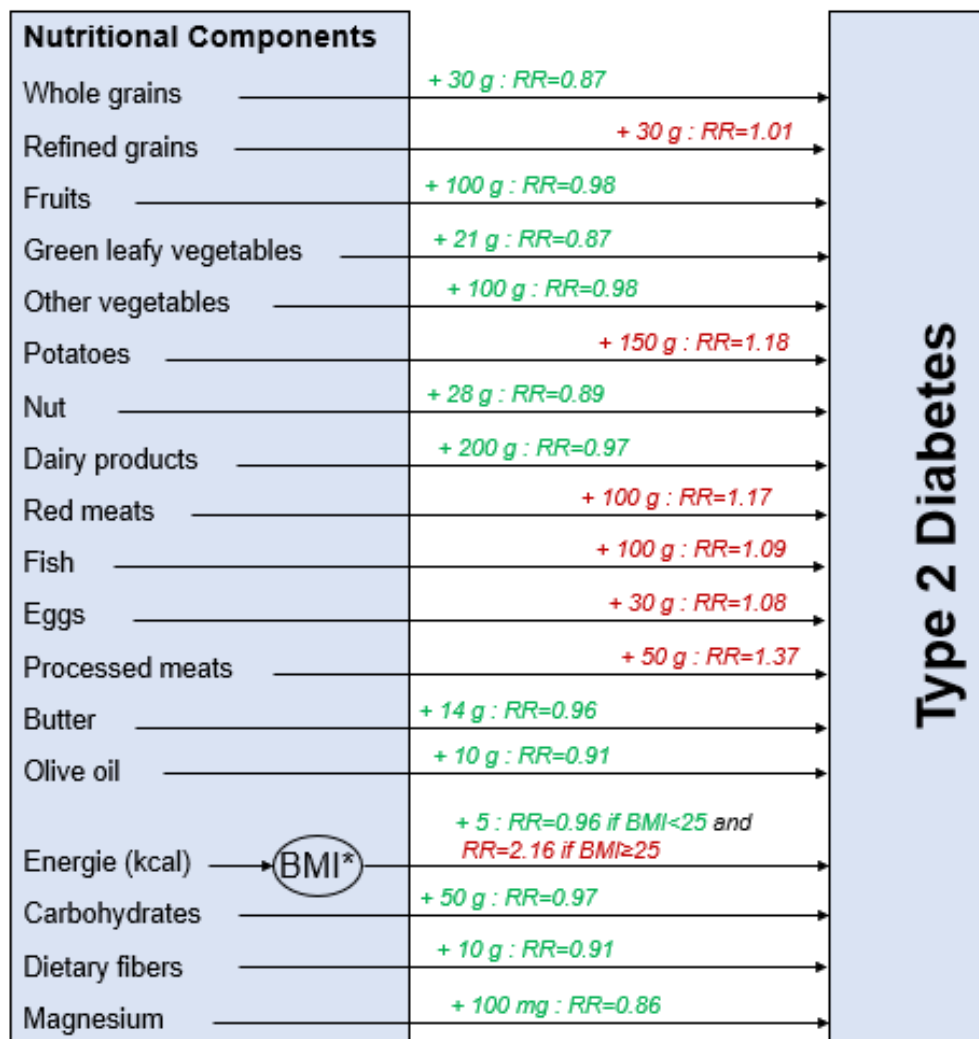 Nutritional Components
Whole grains + 30 g : RR=0.87
Refined grains + 30 g : RR=1.01
Fruits + 100 g : RR=0.98
Green leafy vegetables + 21 g : RR=0.87
Other vegetables + 100 g : RR=0.98
Potatoes + 150 g : RR=1.18
Nut + 28 g : RR=0.89
Dairy products + 200 g : RR=0.97
Red meats + 100 g : RR=1.17
Fish + 100 g : RR=1.09
Eggs + 30 g : RR=1.08
Processed meats + 50 g : RR=1.37
Butter + 14 g : RR=0.96
Olive oil + 10 g : RR=0.91
+ 5 : RR=0.96 if BMI<25 and
RR=2.16 if BMI≥25
Energie (kcal) BMI*
Carbohydrates + 50 g : RR=0.97
Dietary fibers + 10 g : RR=0.91
Magnesium + 100 mg : RR=0.86
Type 2 Diabetes